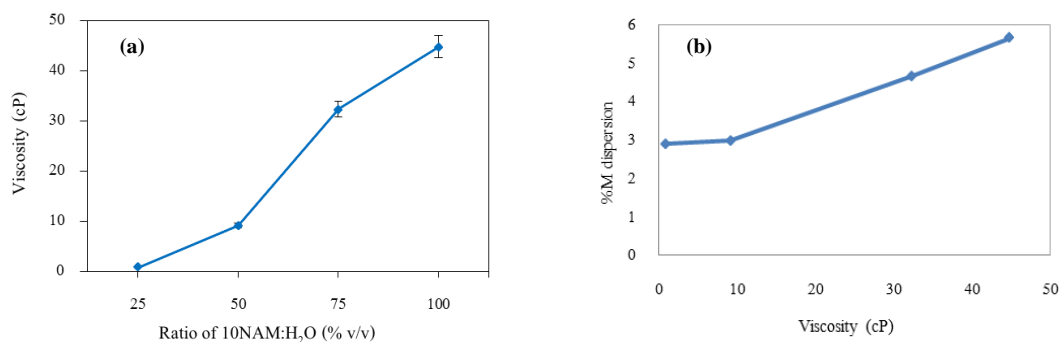 (a)
Viscosity (cP)
50
40
30
20
10
0
25 50 75 100
Ratio of 10NAM:H₂O (% v/v)
(b)
%M dispersion
6
5
4
3
2
1
0
0 10 20 30 40 50
Viscosity (cP)